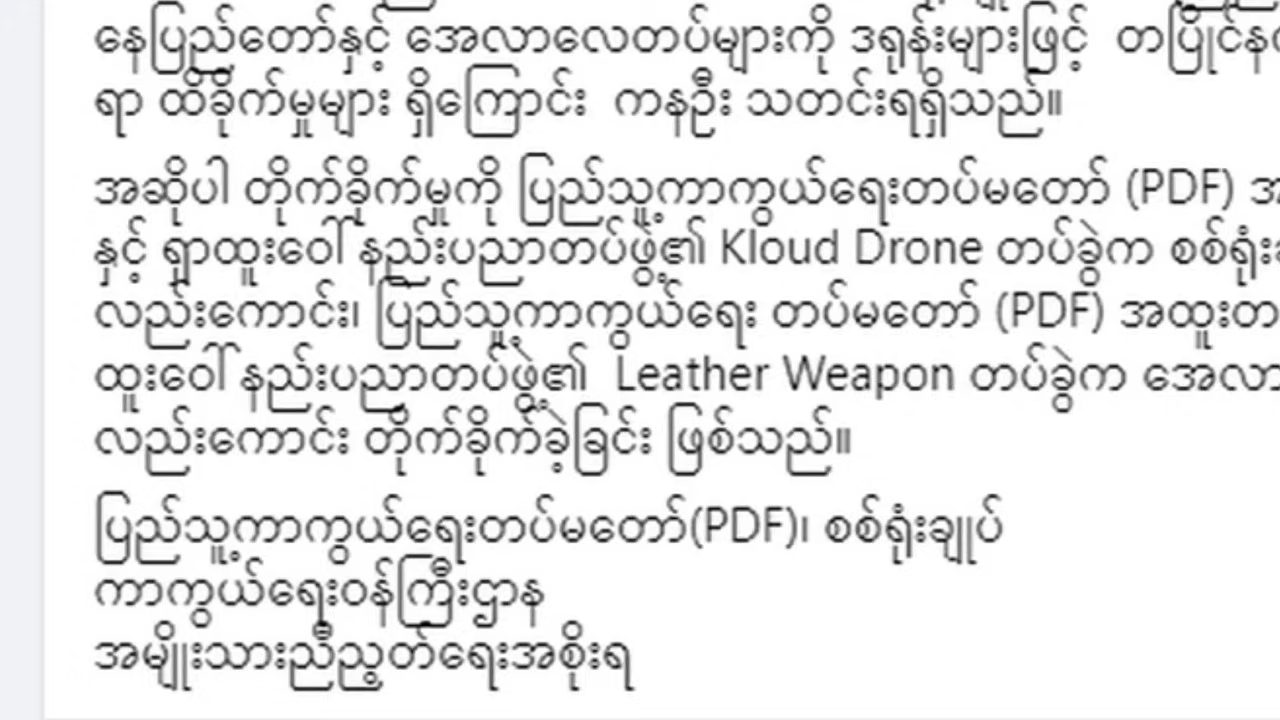 နေပြည်တော်နှင့် အေလာလေတပ်များကို ဒရုန်းများဖြင့် တပြိုင်န
ရာ ထိခိုက်မှုများ ရှိကြောင်း ကနဦး သတင်းရရှိသည်။
အဆိုပါ တိုက်ခိုက်မှုကို ပြည်သူ့ကာကွယ်ရေးတပ်မတော် (PDF) အ
နှင့် ရှာထူးဝေါ် နည်းပညာတပ်ဖွဲ့၏ Kloud Drone တပ်ခွဲက စစ်ရုံး
လည်းကောင်း၊ ပြည်သူ့ကာကွယ်ရေး တပ်မတော် (PDF) အထူးတ
ထူးဝေါ် နည်းပညာတပ်ဖွဲ့၏ Leather Weapon တပ်ခွဲက အေလာ
လည်းကောင်း တိုက်ခိုက်ခဲ့ခြင်း ဖြစ်သည်။
ပြည်သူ့ကာကွယ်ရေးတပ်မတော်(PDF)၊ စစ်ရုံးချျုပ်
ကာကွယ်ရေးဝန်ကြီးဌာန
အမျိုးသားညီညွတ်ရေးအစိုးရ